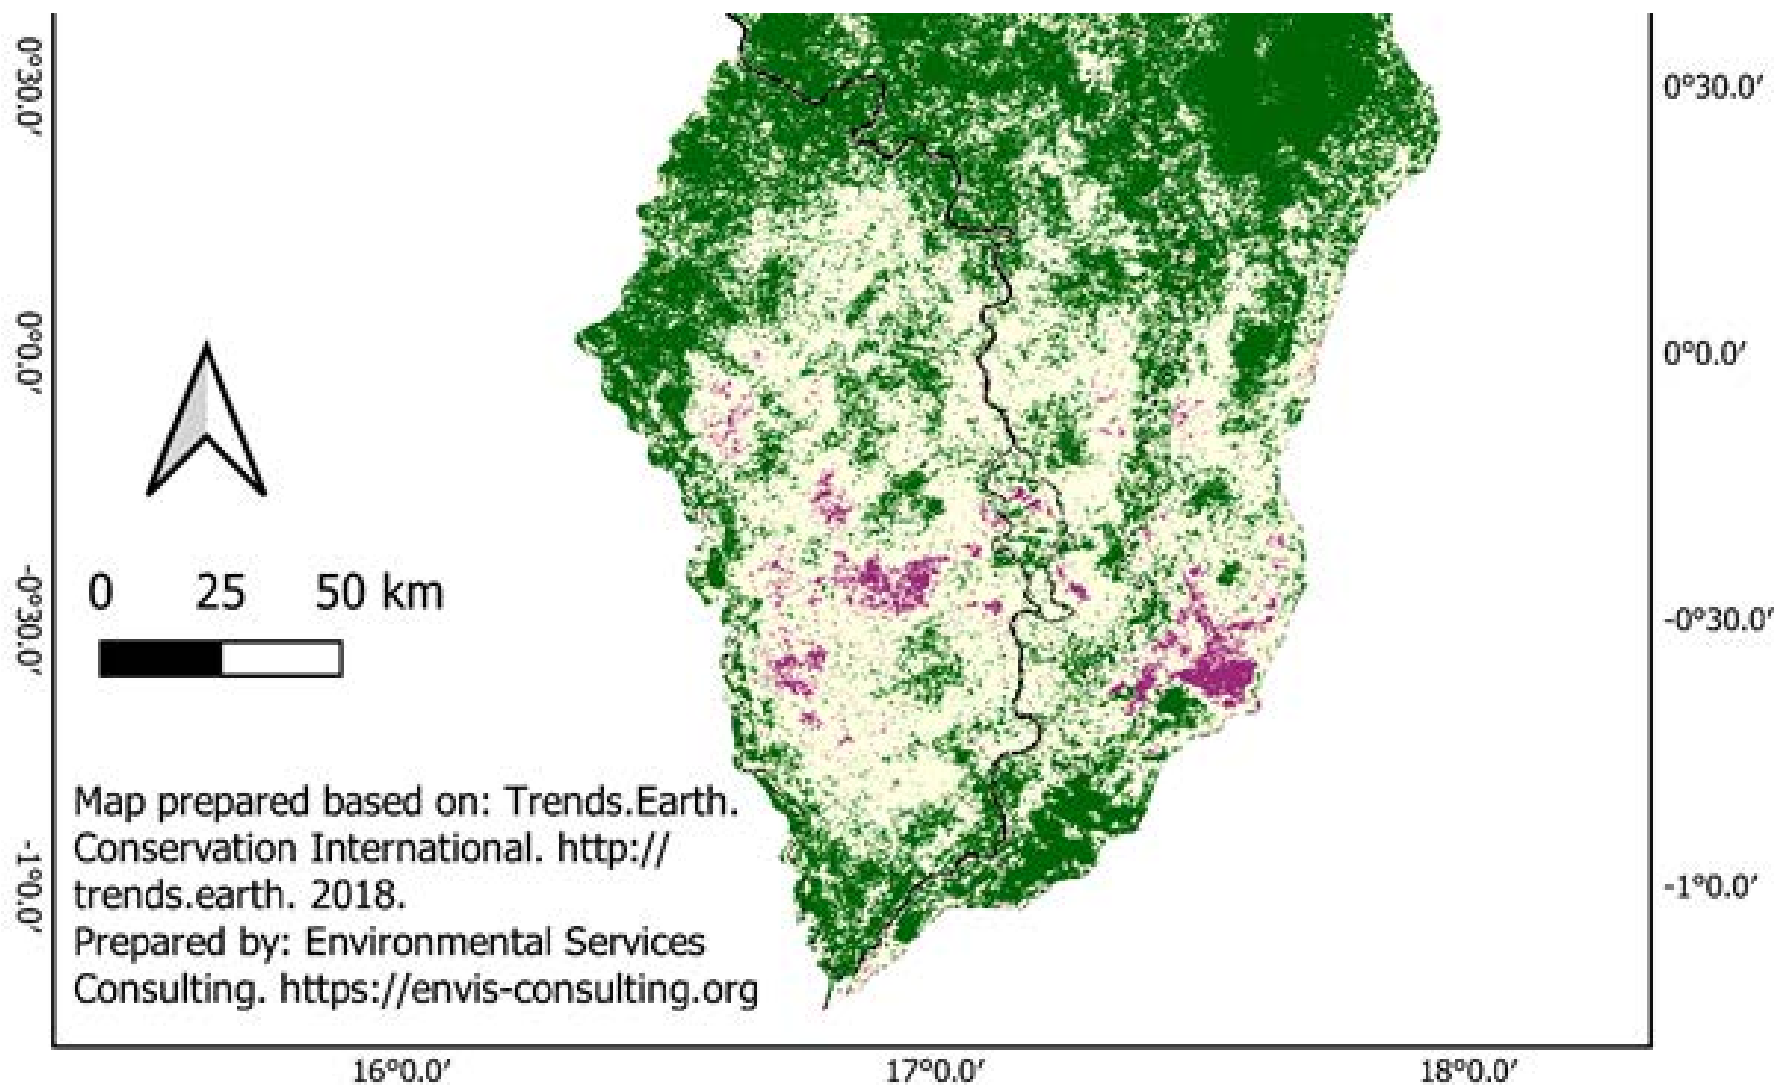 0°30.0′ 0°30.0′
0°0.0′ 0°0.0′
0 25 50 km
-0°30.0′ -0°30.0′
Map prepared based on: Trends.Earth.
Conservation International. http://
trends.earth. 2018.
Prepared by: Environmental Services
Consulting. https://envis-consulting.org
-1°0.0′ -1°0.0′
16°0.0′ 17°0.0′ 18°0.0′